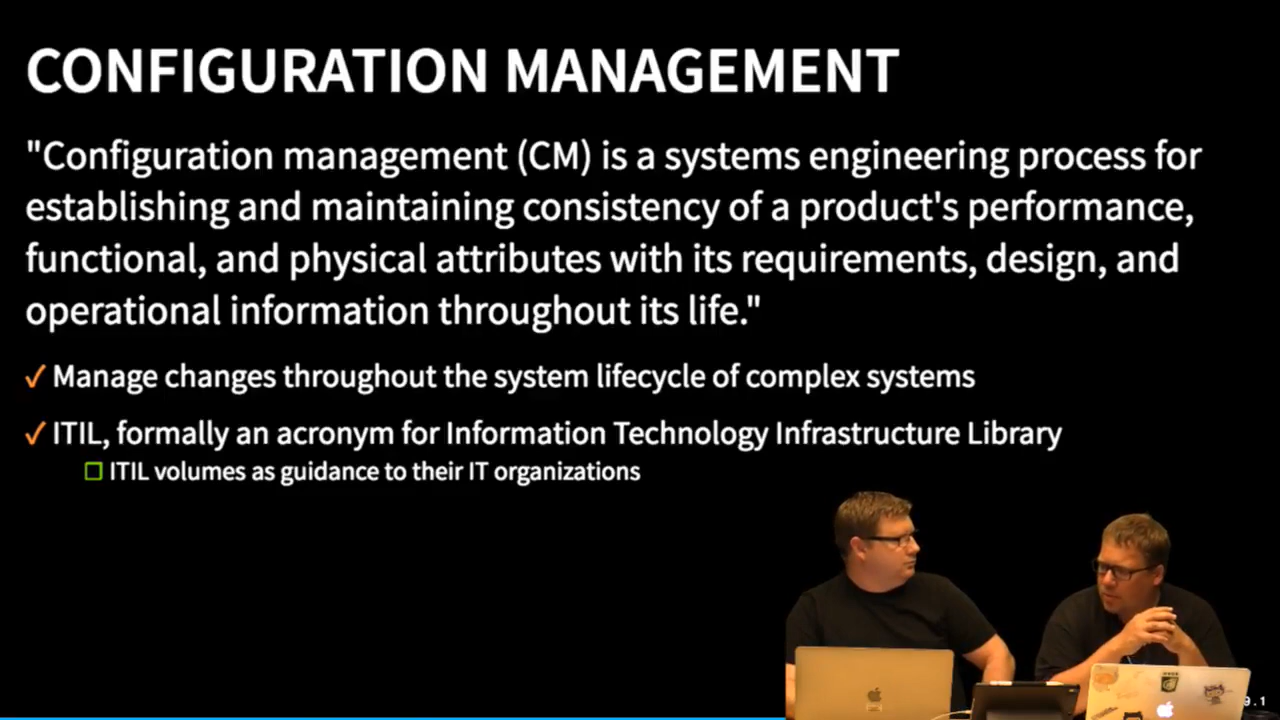 CONFIGURATION MANAGEMENT
"Configuration management (CM) is a systems engineering process for
establishing and maintaining consistency of a product's performance,
functional, and physical attributes with its requirements, design, and
operational information throughout its life."
✓ Manage changes throughout the system lifecycle of complex systems
✓ ITIL, formally an acronym for Information Technology Infrastructure Library
ITIL volumes as guidance to their IT organizations
9.1